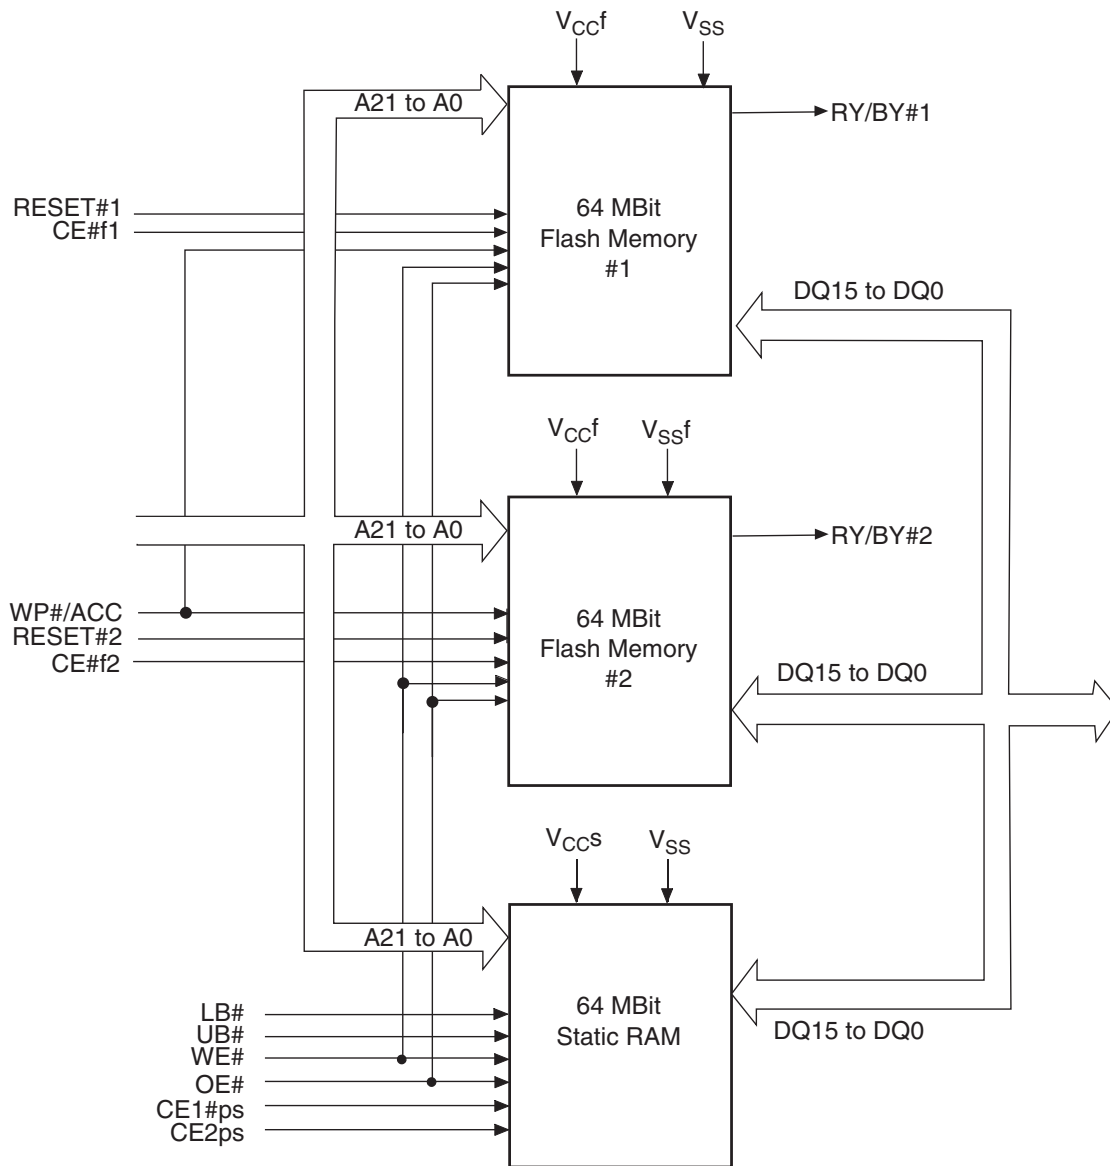 VCCf
VSS
A21 to A0
RY/BY#1
RESET#1
CE#f1
64 MBit
Flash Memory
#1
DQ15 to DQ0
VCCf
VSSf
A21 to A0
RY/BY#2
WP#/ACC
RESET#2
CE#f2
64 MBit
Flash Memory
#2
DQ15 to DQ0
VCCs
VSS
A21 to A0
LB#
UB#
WE#
OE#
CE1#ps
CE2ps
64 MBit
Static RAM
DQ15 to DQ0